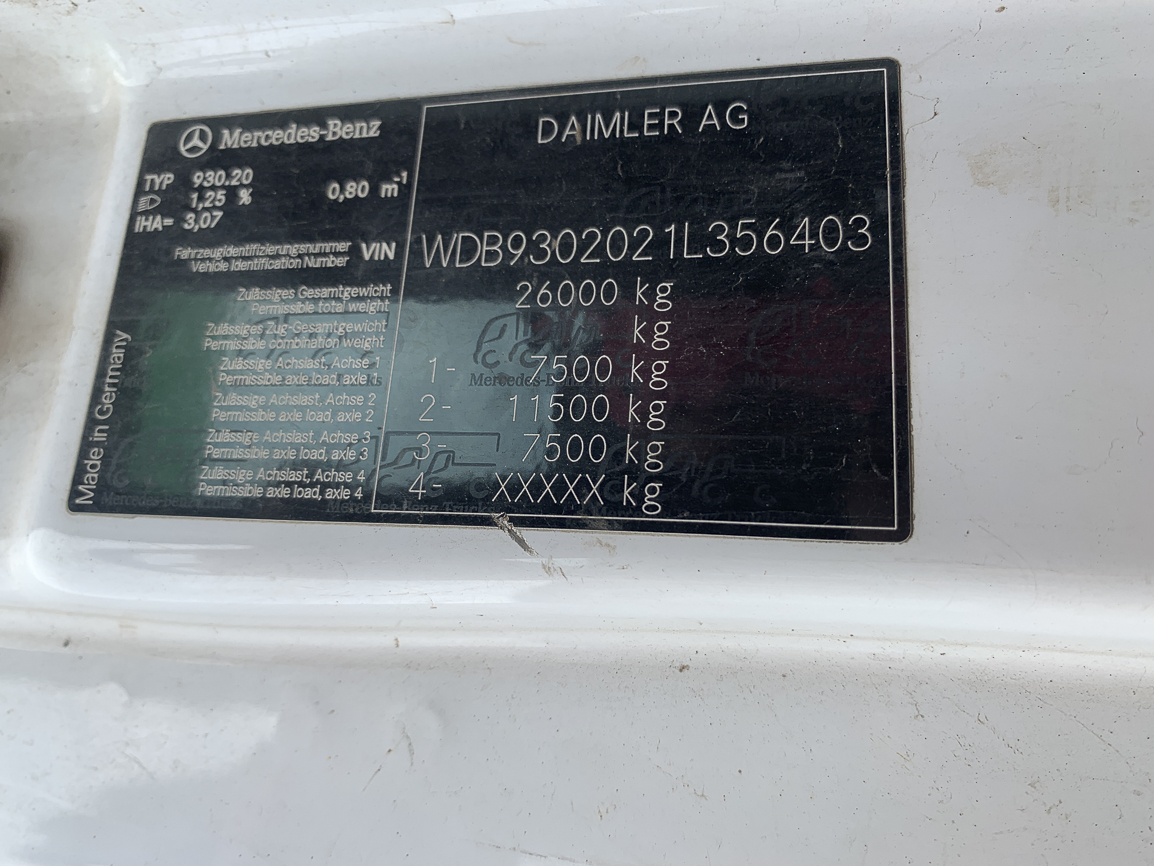 Mercedes-Benz
TYP 930.20
1,25 % 0,80 m-1
IHA= 3,07
DAIMLER AG
Fahrzeugidentifizierungsnummer
Vehicle Identification Number VIN WDB9302021L356403
Zulässiges Gesamtgewicht
Permissible total weight 26000 kg
Zulässiges Zug-Gesamtgewicht
Permissible combination weight kg
Zulässige Achslast, Achse 1
Permissible axle load, axle 1 1- 7500 kg
Zulässige Achslast, Achse 2
Permissible axle load, axle 2 2- 11500 kg
Zulässige Achslast, Achse 3
Permissible axle load, axle 3 3- 7500 kg
Zulässige Achslast, Achse 4
Permissible axle load, axle 4 4- XXXXX kg
Made in Germany
Mercedes-Benz Trucks